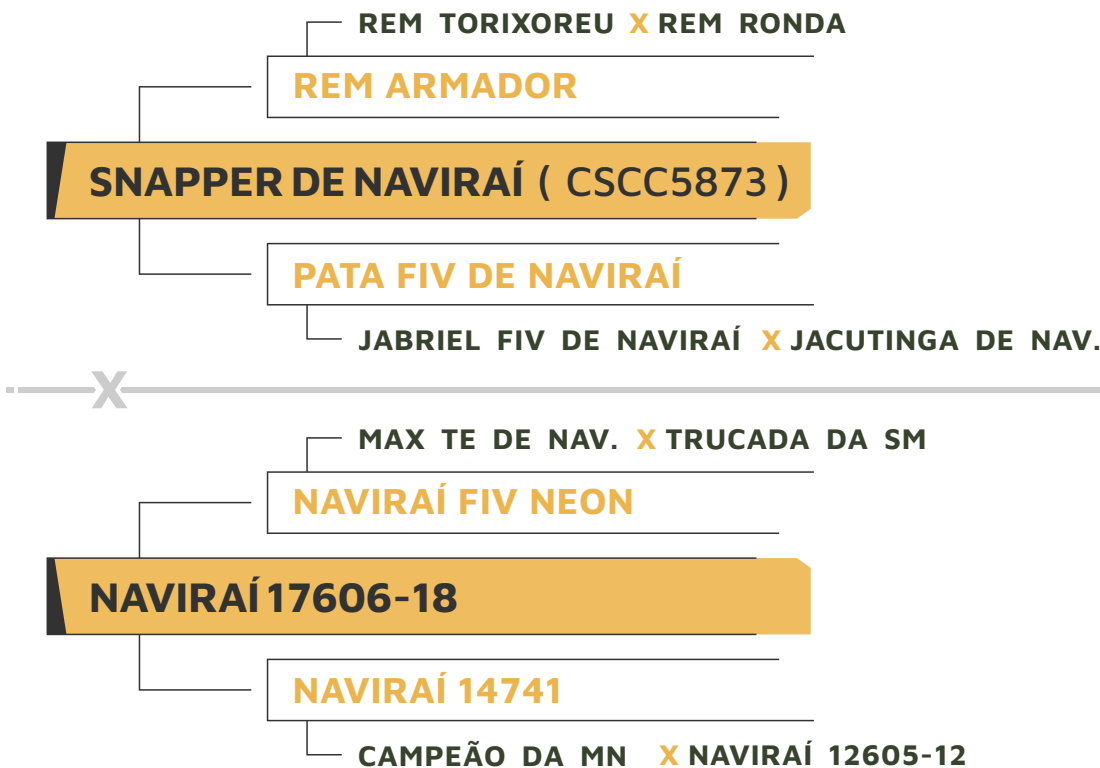 REM TORIXOREU X REM RONDA
REM ARMADOR
SNAPPER DE NAVIRAÍ ( CSCC5873 )
PATA FIV DE NAVIRAÍ
JABRIEL FIV DE NAVIRAÍ X JACUTINGA DE NAV.
X
MAX TE DE NAV. X TRUCADA DA SM
NAVIRAÍ FIV NEON
NAVIRAÍ 17606-18
NAVIRAÍ 14741
CAMPEÃO DA MN X NAVIRAÍ 12605-12